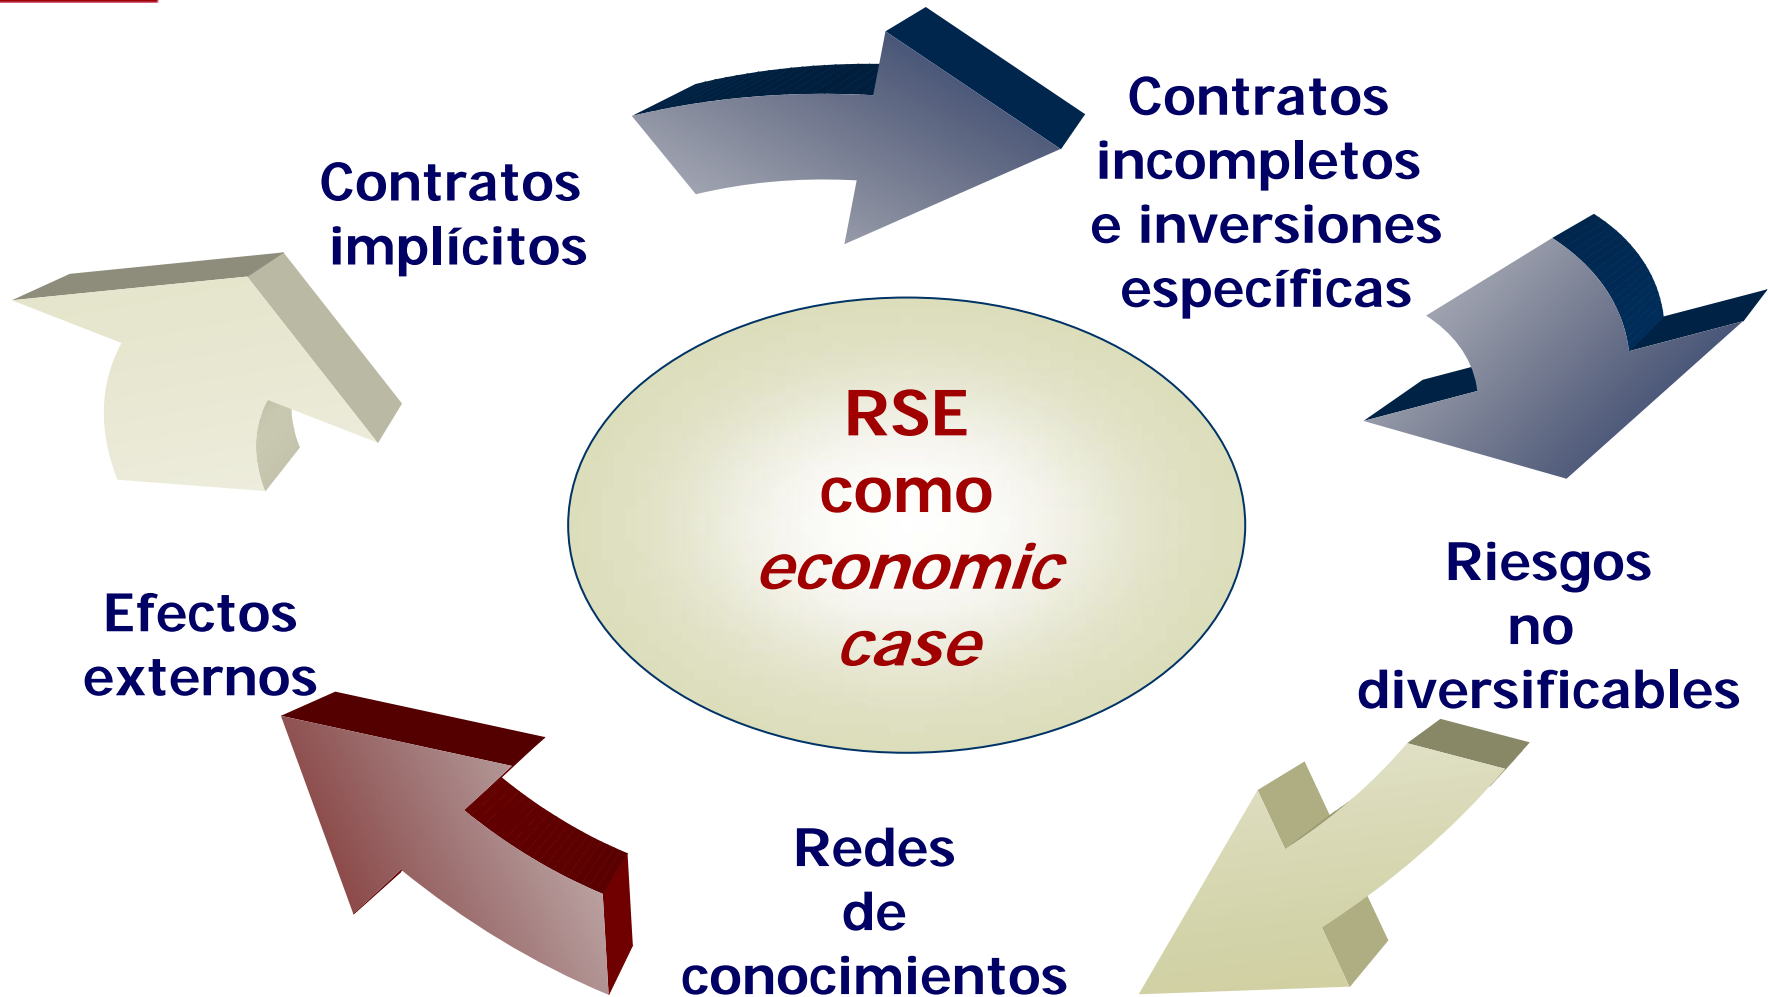 Contratos
implícitos
Contratos
incompletos
e inversiones
específicas
RSE
como
economic
case
Riesgos
no
diversificables
Efectos
externos
Redes
de
conocimientos